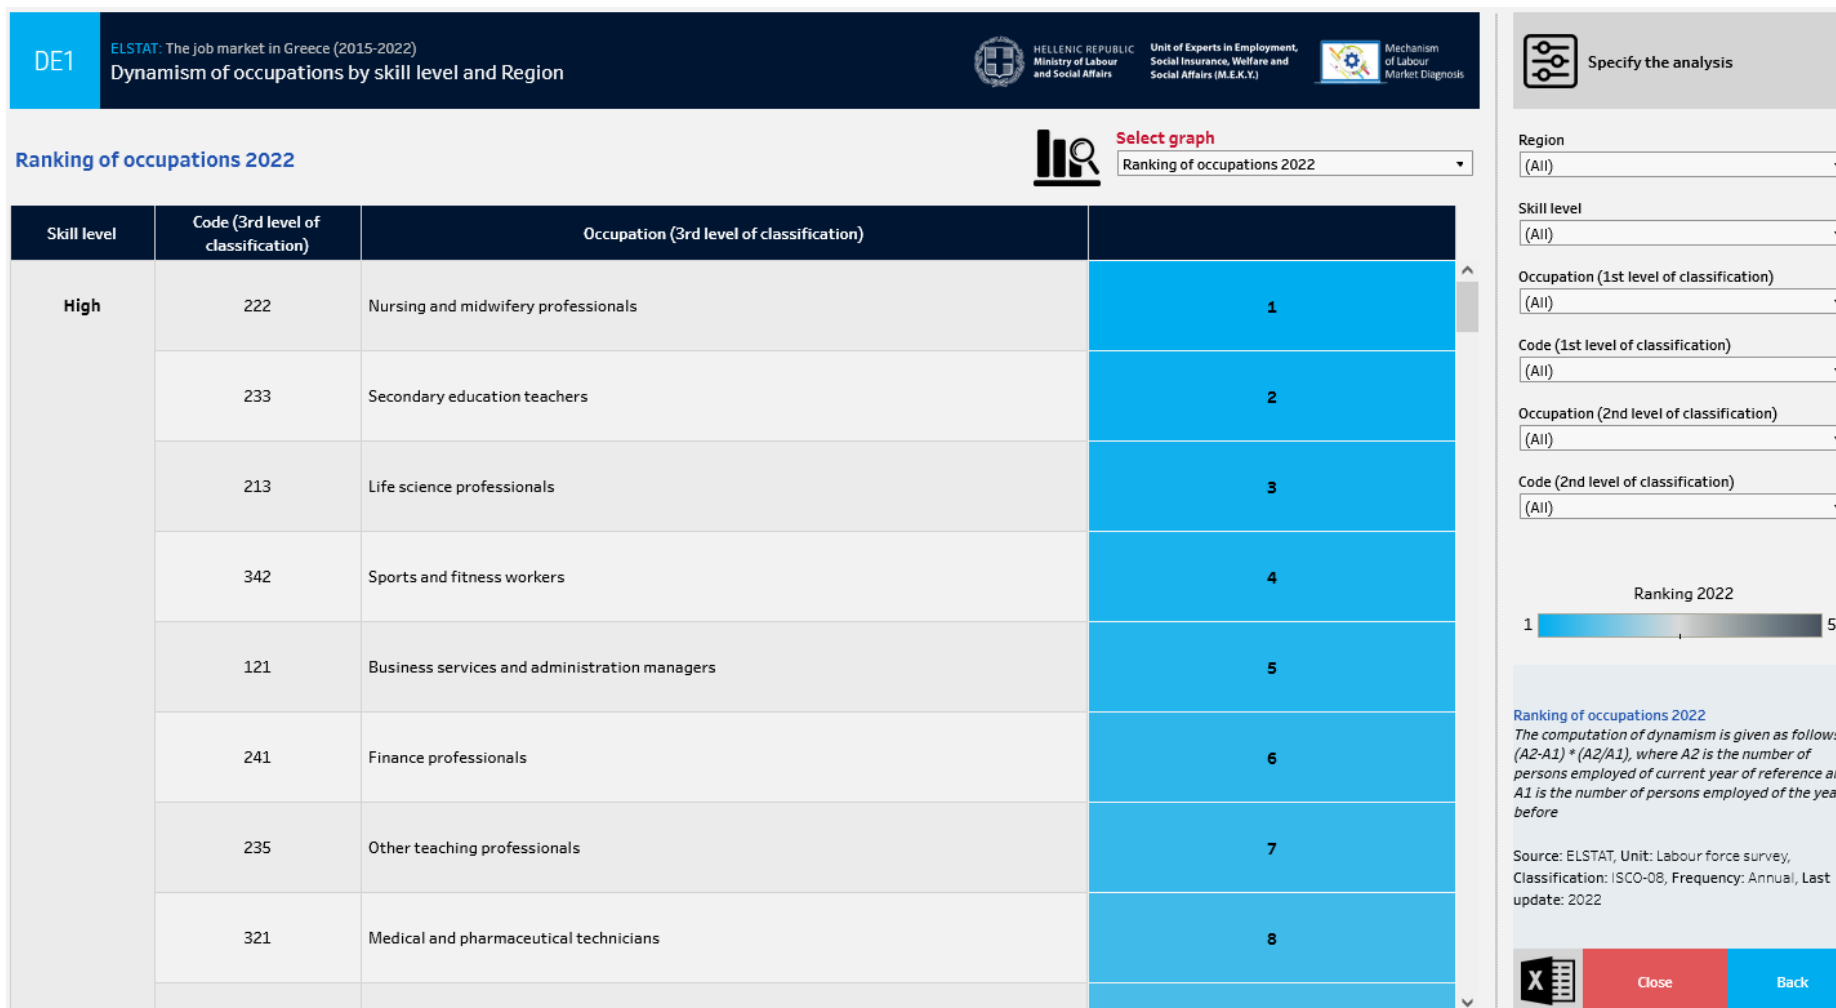 DE1
ELSTAT: The job market in Greece (2015-2022)
Dynamism of occupations by skill level and Region
HELLENIC REPUBLIC
Ministry of Labour
and Social Affairs
Unit of Experts in Employment,
Social Insurance, Welfare and
Social Affairs (M.E.K.Y.)
Mechanism
of Labour
Market Diagnosis
Specify the analysis
Ranking of occupations 2022
Select graph
Ranking of occupations 2022
Skill level
Code (3rd level of
classification)
Occupation (3rd level of classification)
High
222 Nursing and midwifery professionals 1
233 Secondary education teachers 2
213 Life science professionals 3
342 Sports and fitness workers 4
121 Business services and administration managers 5
241 Finance professionals 6
235 Other teaching professionals 7
321 Medical and pharmaceutical technicians 8
Region
(All)
Skill level
(All)
Occupation (1st level of classification)
(All)
Code (1st level of classification)
(All)
Occupation (2nd level of classification)
(All)
Code (2nd level of classification)
(All)
Ranking 2022
1 5
Ranking of occupations 2022
The computation of dynamism is given as follows
(A2-A1) * (A2/A1), where A2 is the number of
persons employed of current year of reference a
A1 is the number of persons employed of the yea
before
Source: ELSTAT, Unit: Labour force survey,
Classification: ISCO-08, Frequency: Annual, Last
update: 2022
X
Close
Back